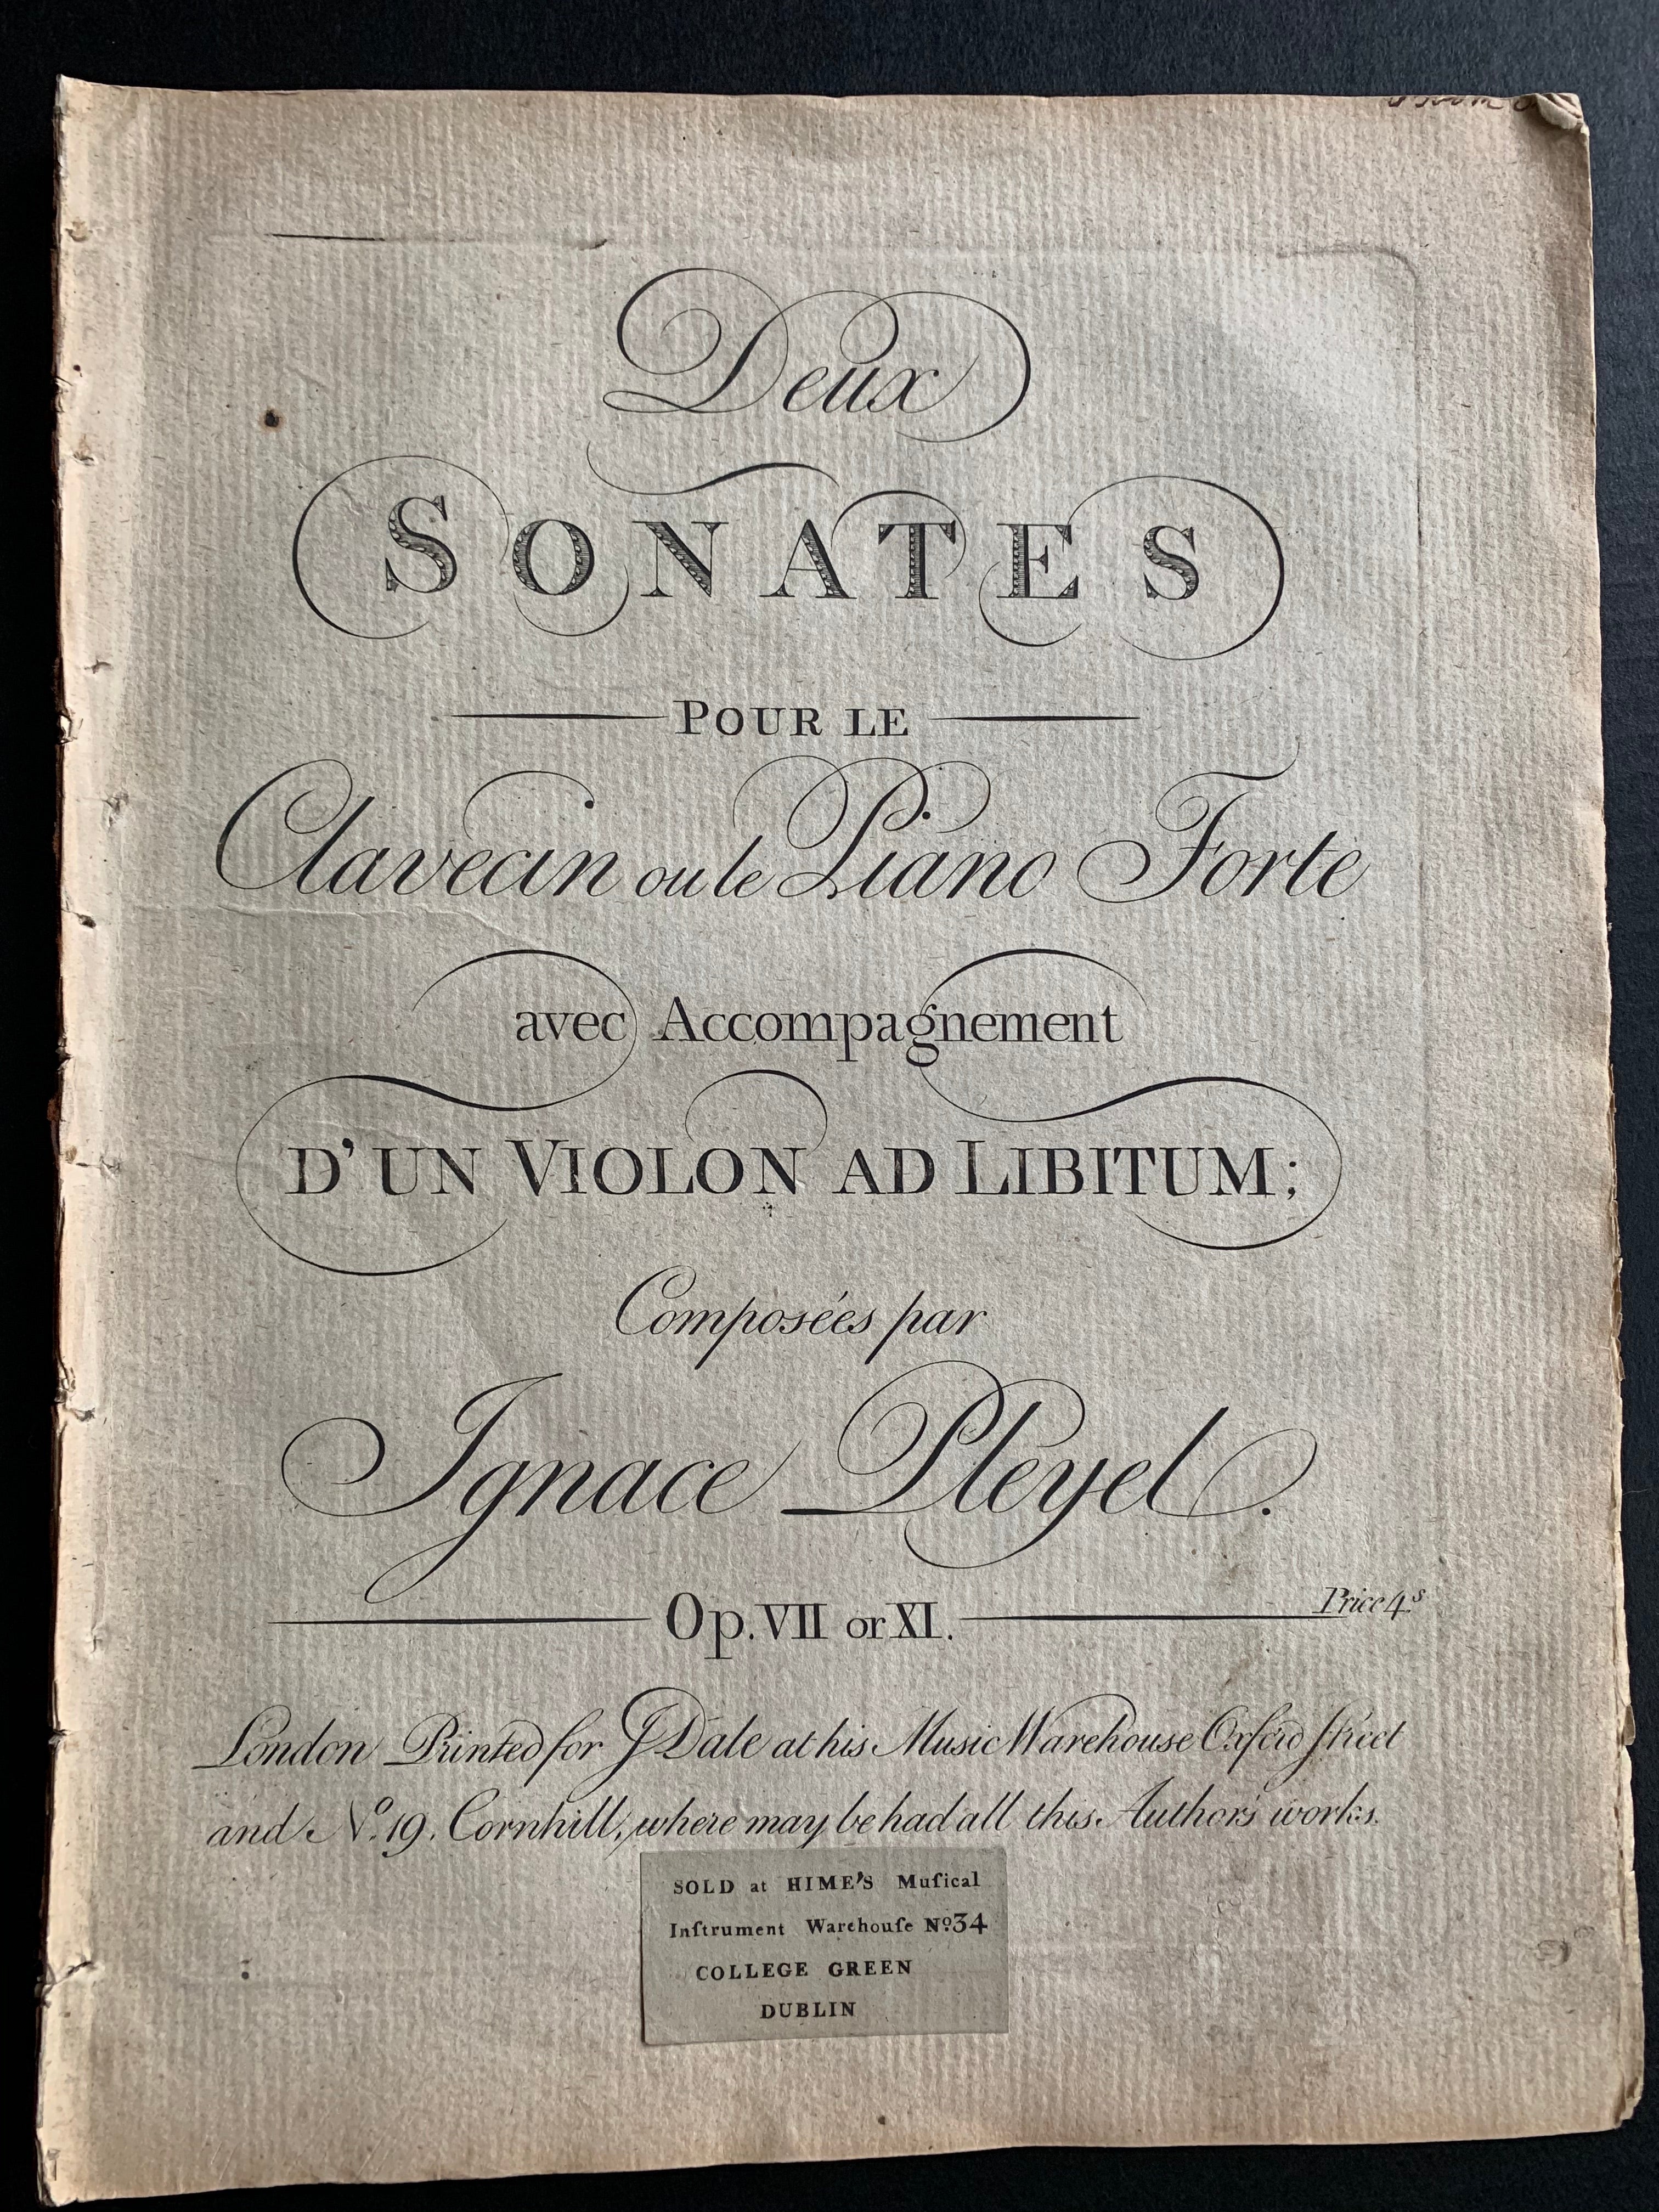 Deux
SONATES
POUR LE
Clavecin ou le Piano Forte
avec Accompagnement
D'UN VIOLON AD LIBITUM;
Composées par
Ignace Pleyel.
Op. VII or XI.
Price 4s
London Printed for J Dale at his Music Warehouse Oxford street
and No. 19. Cornhill, where may be had all this Author's works.
SOLD at HIME'S Muſical
Inſtrument Warehouſe No. 34
COLLEGE GREEN
DUBLIN